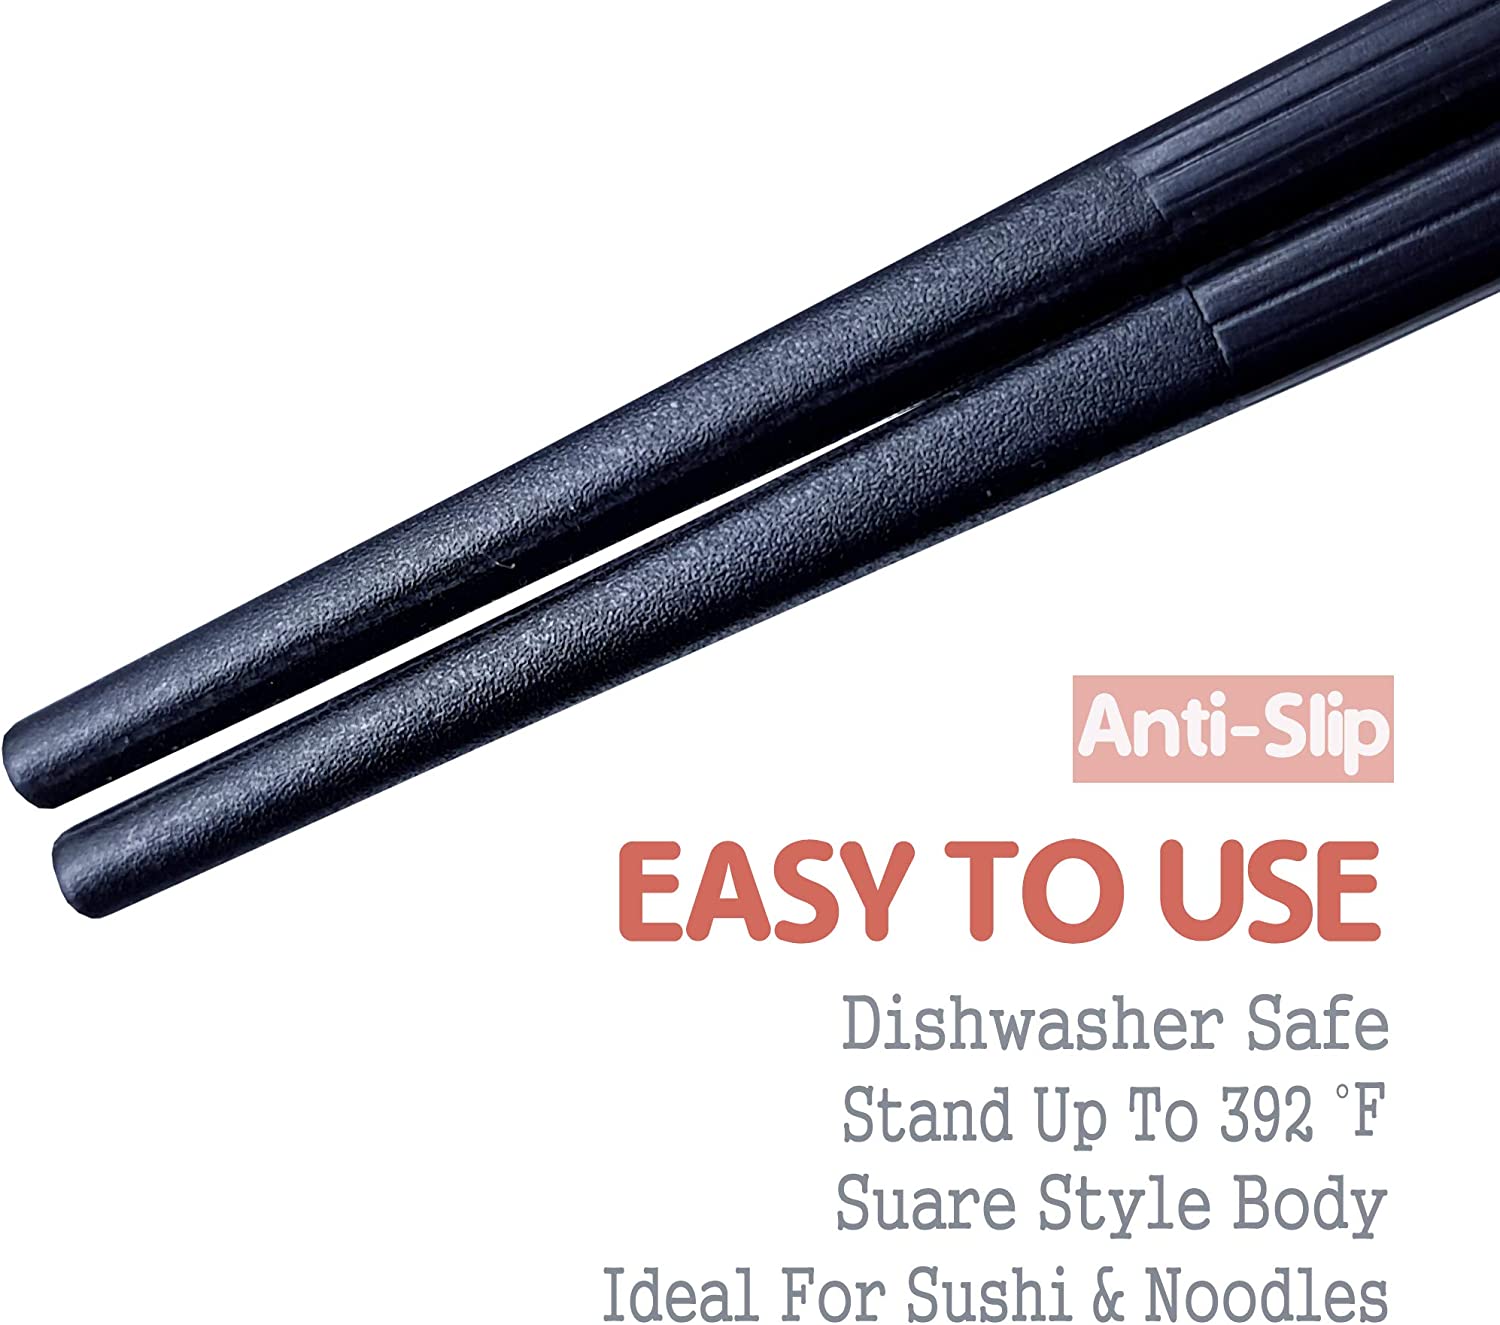 Anti-Slip
EASY TO USE
Dishwasher Safe
Stand Up To 392 °F
Suare Style Body
Ideal For Sushi & Noodles